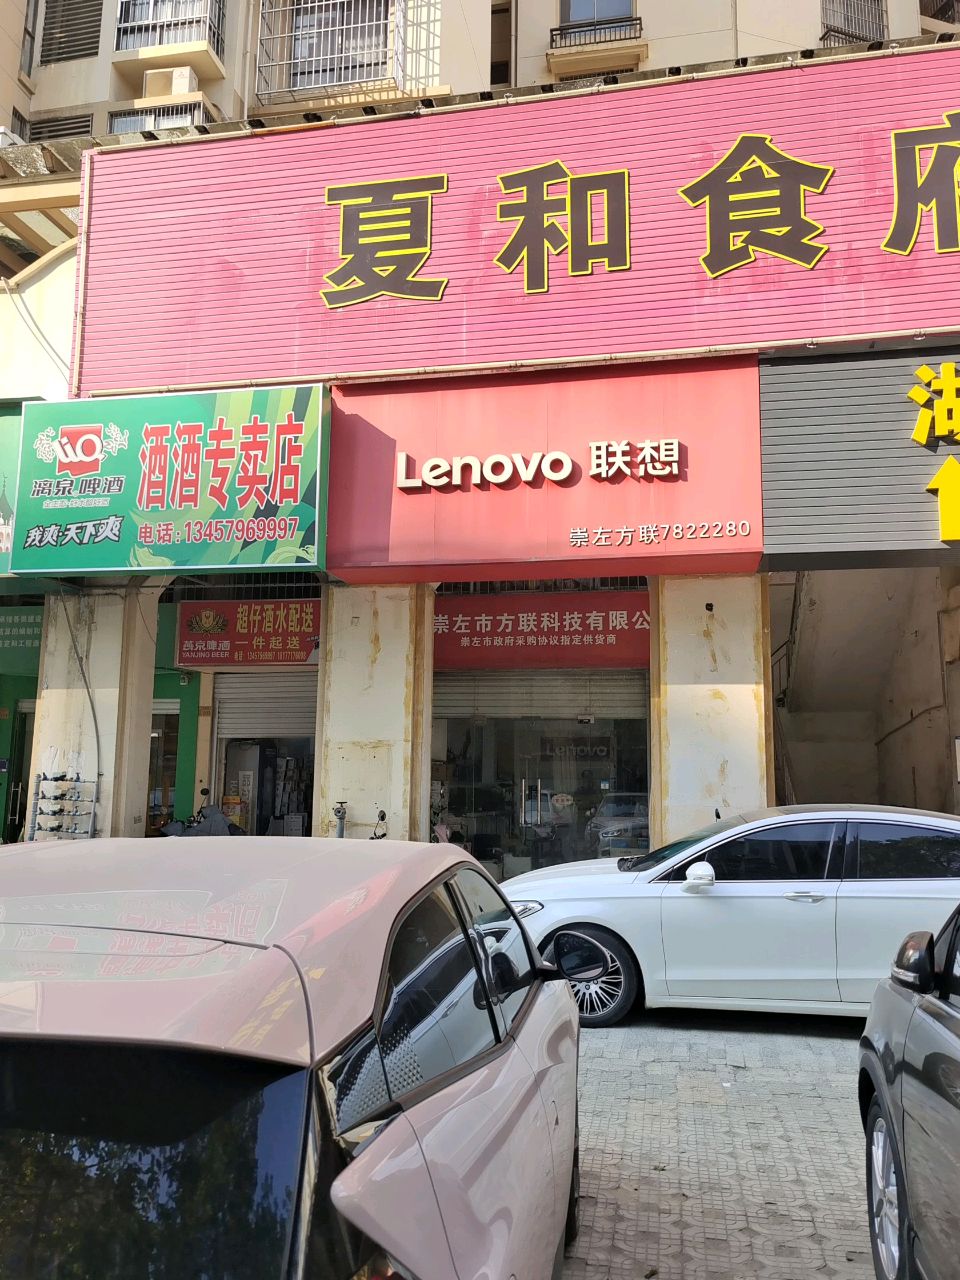 夏和食府
LiQ
漓泉 啤酒
我爽·天下爽
酒酒专卖店
电话:13457969997
Lenovo 联想
崇左方联7822280
湖
燕京啤酒
YANJING BEER
超仔酒水配送
一件起送
崇左市方联科技有限公
崇左市政府采购协议指定供货商
Lenovo